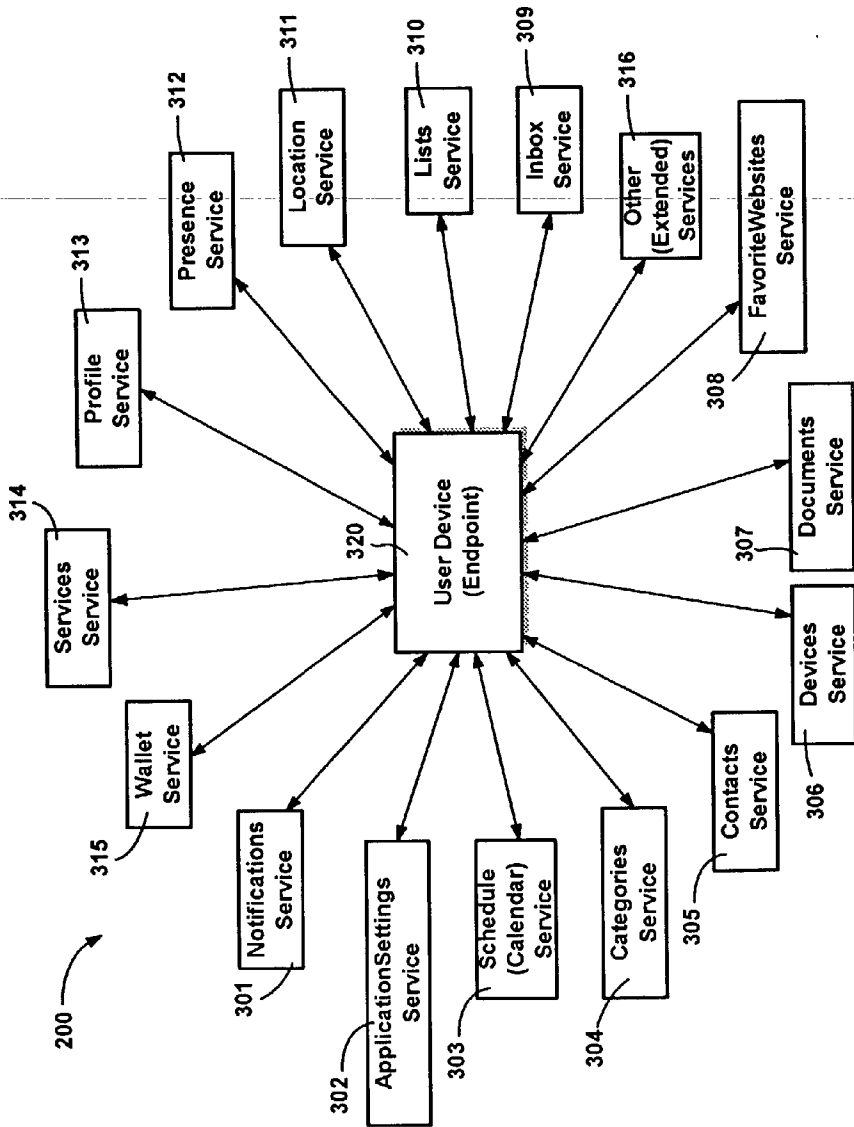 200
314
Services
Service
313
Profile
Service
312
Presence
Service
311
Location
Service
310
Lists
Service
309
Inbox
Service
316
Other
(Extended)
Services
308
FavoriteWebsites
Service
307
Documents
Service
306
Devices
Service
305
Contacts
Service
304
Categories
Service
303
Schedule
(Calendar)
Service
302
ApplicationSettings
Service
301
Notifications
Service
315
Wallet
Service
320
User Device
(Endpoint)